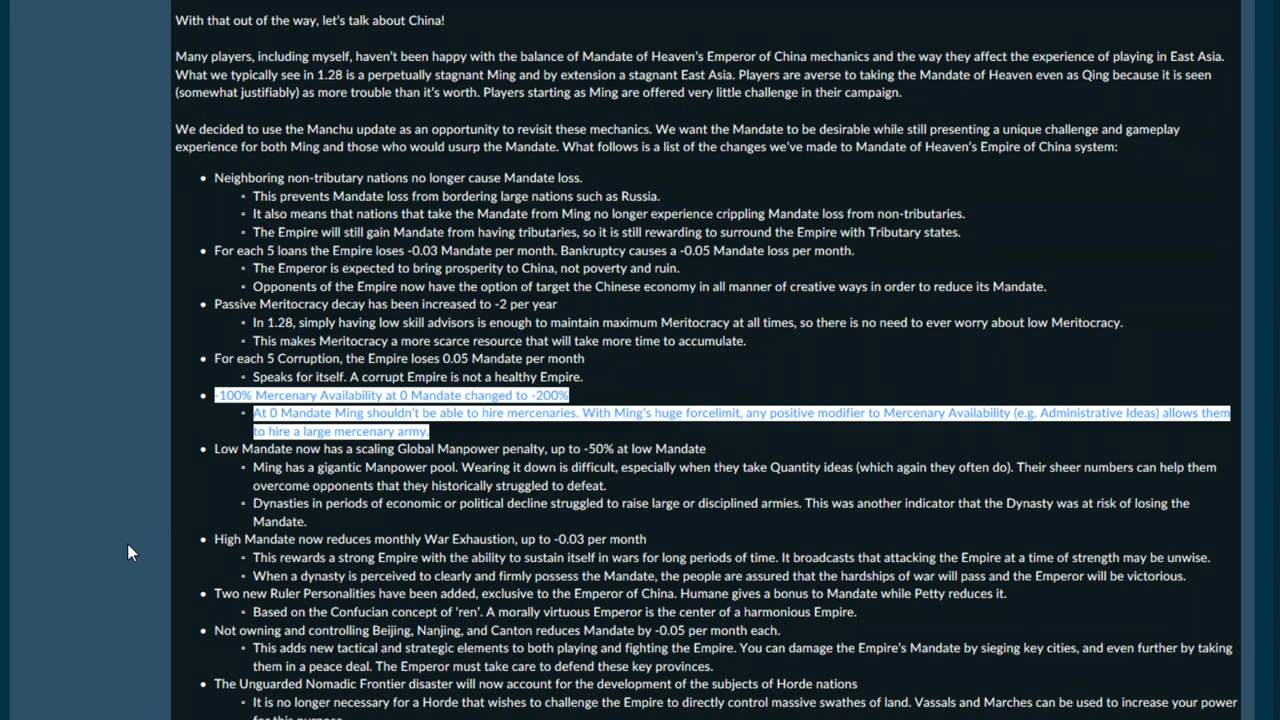 With that out of the way, let's talk about China!
Many players, including myself, haven't been happy with the balance of Mandate of Heaven's Emperor of China mechanics and the way they affect the experience of playing in East Asia.
What we typically see in 1.28 is a perpetually stagnant Ming and by extension a stagnant East Asia. Players are averse to taking the Mandate of Heaven even as Qing because it is seen
(somewhat justifiably) as more trouble than it's worth. Players starting as Ming are offered very little challenge in their campaign.
We decided to use the Manchu update as an opportunity to revisit these mechanics. We want the Mandate to be desirable while still presenting a unique challenge and gameplay
experience for both Ming and those who would usurp the Mandate. What follows is a list of the changes we've made to Mandate of Heaven's Empire of China system:
• Neighboring non-tributary nations no longer cause Mandate loss.
▪ This prevents Mandate loss from bordering large nations such as Russia.
▪ It also means that nations that take the Mandate from Ming no longer experience crippling Mandate loss from non-tributaries.
▪ The Empire will still gain Mandate from having tributaries, so it is still rewarding to surround the Empire with Tributary states.
• For each 5 loans the Empire loses -0.03 Mandate per month. Bankruptcy causes a -0.05 Mandate loss per month.
▪ The Emperor is expected to bring prosperity to China, not poverty and ruin.
▪ Opponents of the Empire now have the option of target the Chinese economy in all manner of creative ways in order to reduce its Mandate.
• Passive Meritocracy decay has been increased to -2 per year
▪ In 1.28, simply having low skill advisors is enough to maintain maximum Meritocracy at all times, so there is no need to ever worry about low Meritocracy.
▪ This makes Meritocracy a more scarce resource that will take more time to accumulate.
• For each 5 Corruption, the Empire loses 0.05 Mandate per month
▪ Speaks for itself. A corrupt Empire is not a healthy Empire.
• -100% Mercenary Availability at 0 Mandate changed to -200%
▪ At 0 Mandate Ming shouldn't be able to hire mercenaries. With Ming's huge forcelimit, any positive modifier to Mercenary Availability (e.g. Administrative Ideas) allows them
to hire a large mercenary army.
• Low Mandate now has a scaling Global Manpower penalty, up to -50% at low Mandate
▪ Ming has a gigantic Manpower pool. Wearing it down is difficult, especially when they take Quantity ideas (which again they often do). Their sheer numbers can help them
overcome opponents that they historically struggled to defeat.
▪ Dynasties in periods of economic or political decline struggled to raise large or disciplined armies. This was another indicator that the Dynasty was at risk of losing the
Mandate.
• High Mandate now reduces monthly War Exhaustion, up to -0.03 per month
▪ This rewards a strong Empire with the ability to sustain itself in wars for long periods of time. It broadcasts that attacking the Empire at a time of strength may be unwise.
▪ When a dynasty is perceived to clearly and firmly possess the Mandate, the people are assured that the hardships of war will pass and the Emperor will be victorious.
• Two new Ruler Personalities have been added, exclusive to the Emperor of China. Humane gives a bonus to Mandate while Petty reduces it.
▪ Based on the Confucian concept of 'ren'. A morally virtuous Emperor is the center of a harmonious Empire.
• Not owning and controlling Beijing, Nanjing, and Canton reduces Mandate by -0.05 per month each.
▪ This adds new tactical and strategic elements to both playing and fighting the Empire. You can damage the Empire's Mandate by sieging key cities, and even further by taking
them in a peace deal. The Emperor must take care to defend these key provinces.
• The Unguarded Nomadic Frontier disaster will now account for the development of the subjects of Horde nations
▪ It is no longer necessary for a Horde that wishes to challenge the Empire to directly control massive swathes of land. Vassals and Marches can be used to increase your power
for this purpose.